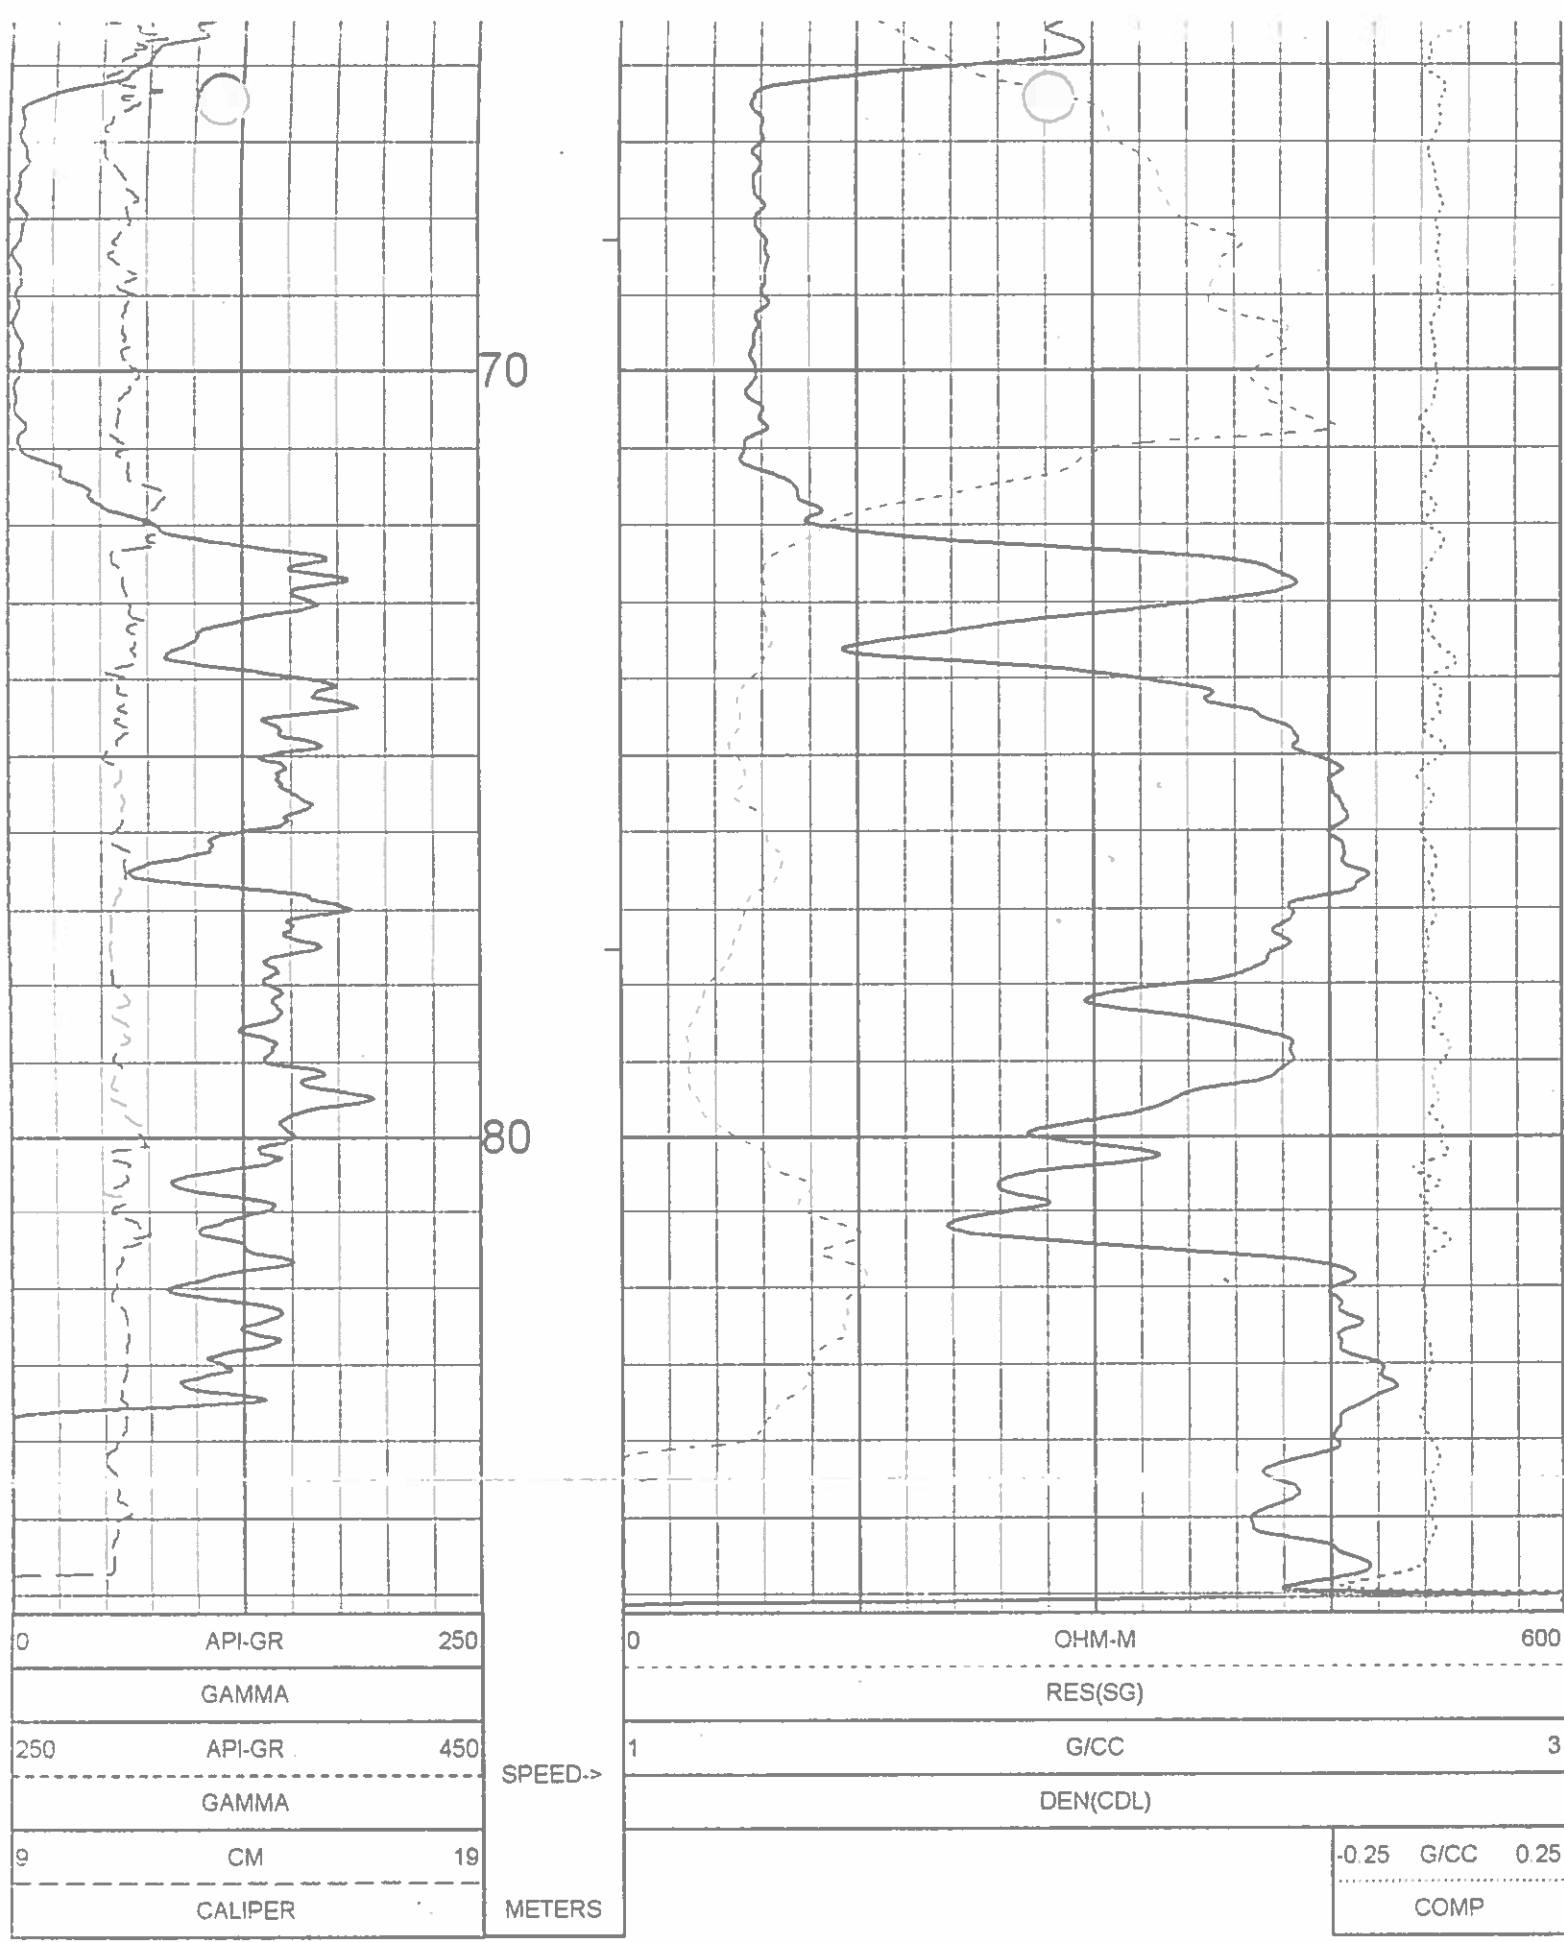 70
80
0 API-GR 250
GAMMA
250 API-GR 450
GAMMA
9 CM 19
CALIPER
SPEED->
METERS
0 OHM-M 600
RES(SG)
1 G/CC 3
DEN(CDL)
-0.25 G/CC 0.25
COMP